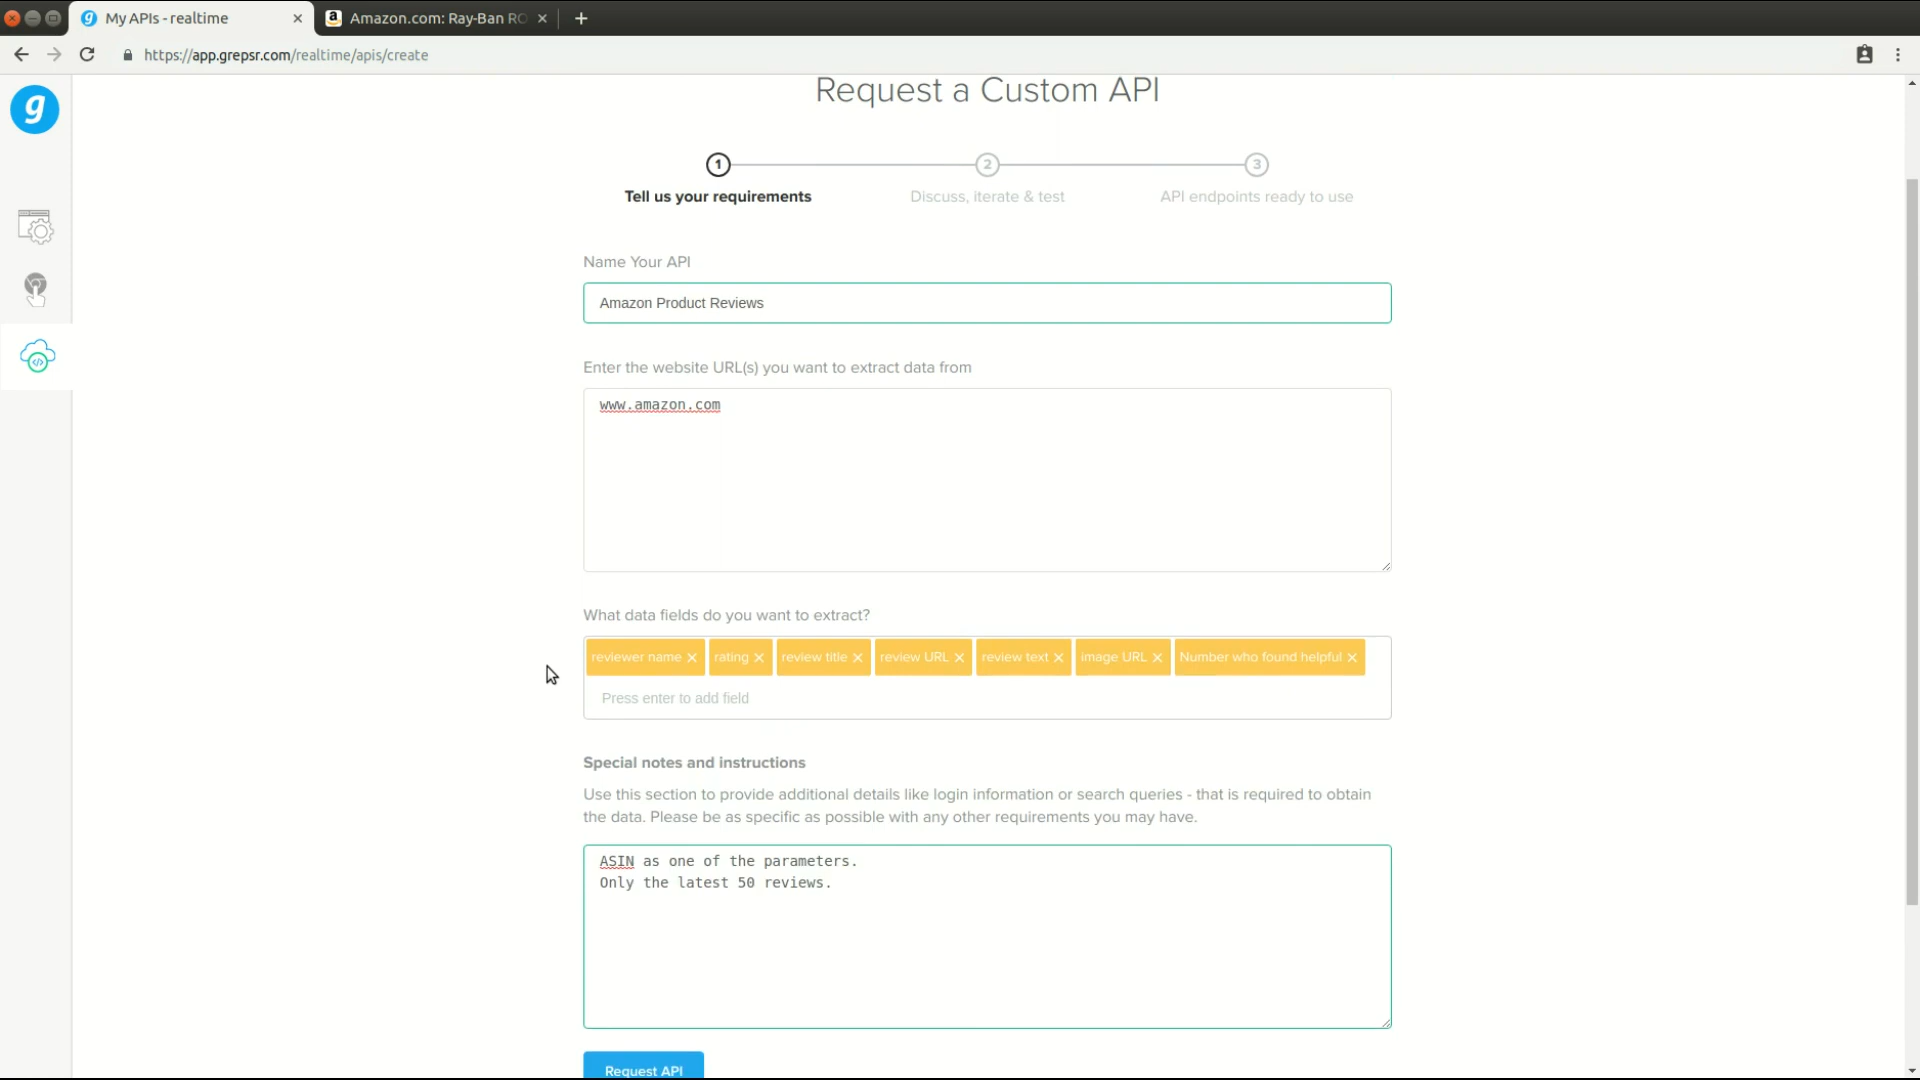 My APIs - realtime
Amazon.com: Ray-Ban RO
https://app.grepsr.com/realtime/apis/create
g
Request a Custom API
1
2
3
Tell us your requirements
Discuss, iterate & test
API endpoints ready to use
Name Your API
Amazon Product Reviews
Enter the website URL(s) you want to extract data from
www.amazon.com
What data fields do you want to extract?
reviewer name × rating × review title × review URL × review text × image URL × Number who found helpful ×
Press enter to add field
Special notes and instructions
Use this section to provide additional details like login information or search queries - that is required to obtain
the data. Please be as specific as possible with any other requirements you may have.
ASIN as one of the parameters.
Only the latest 50 reviews.
Request API